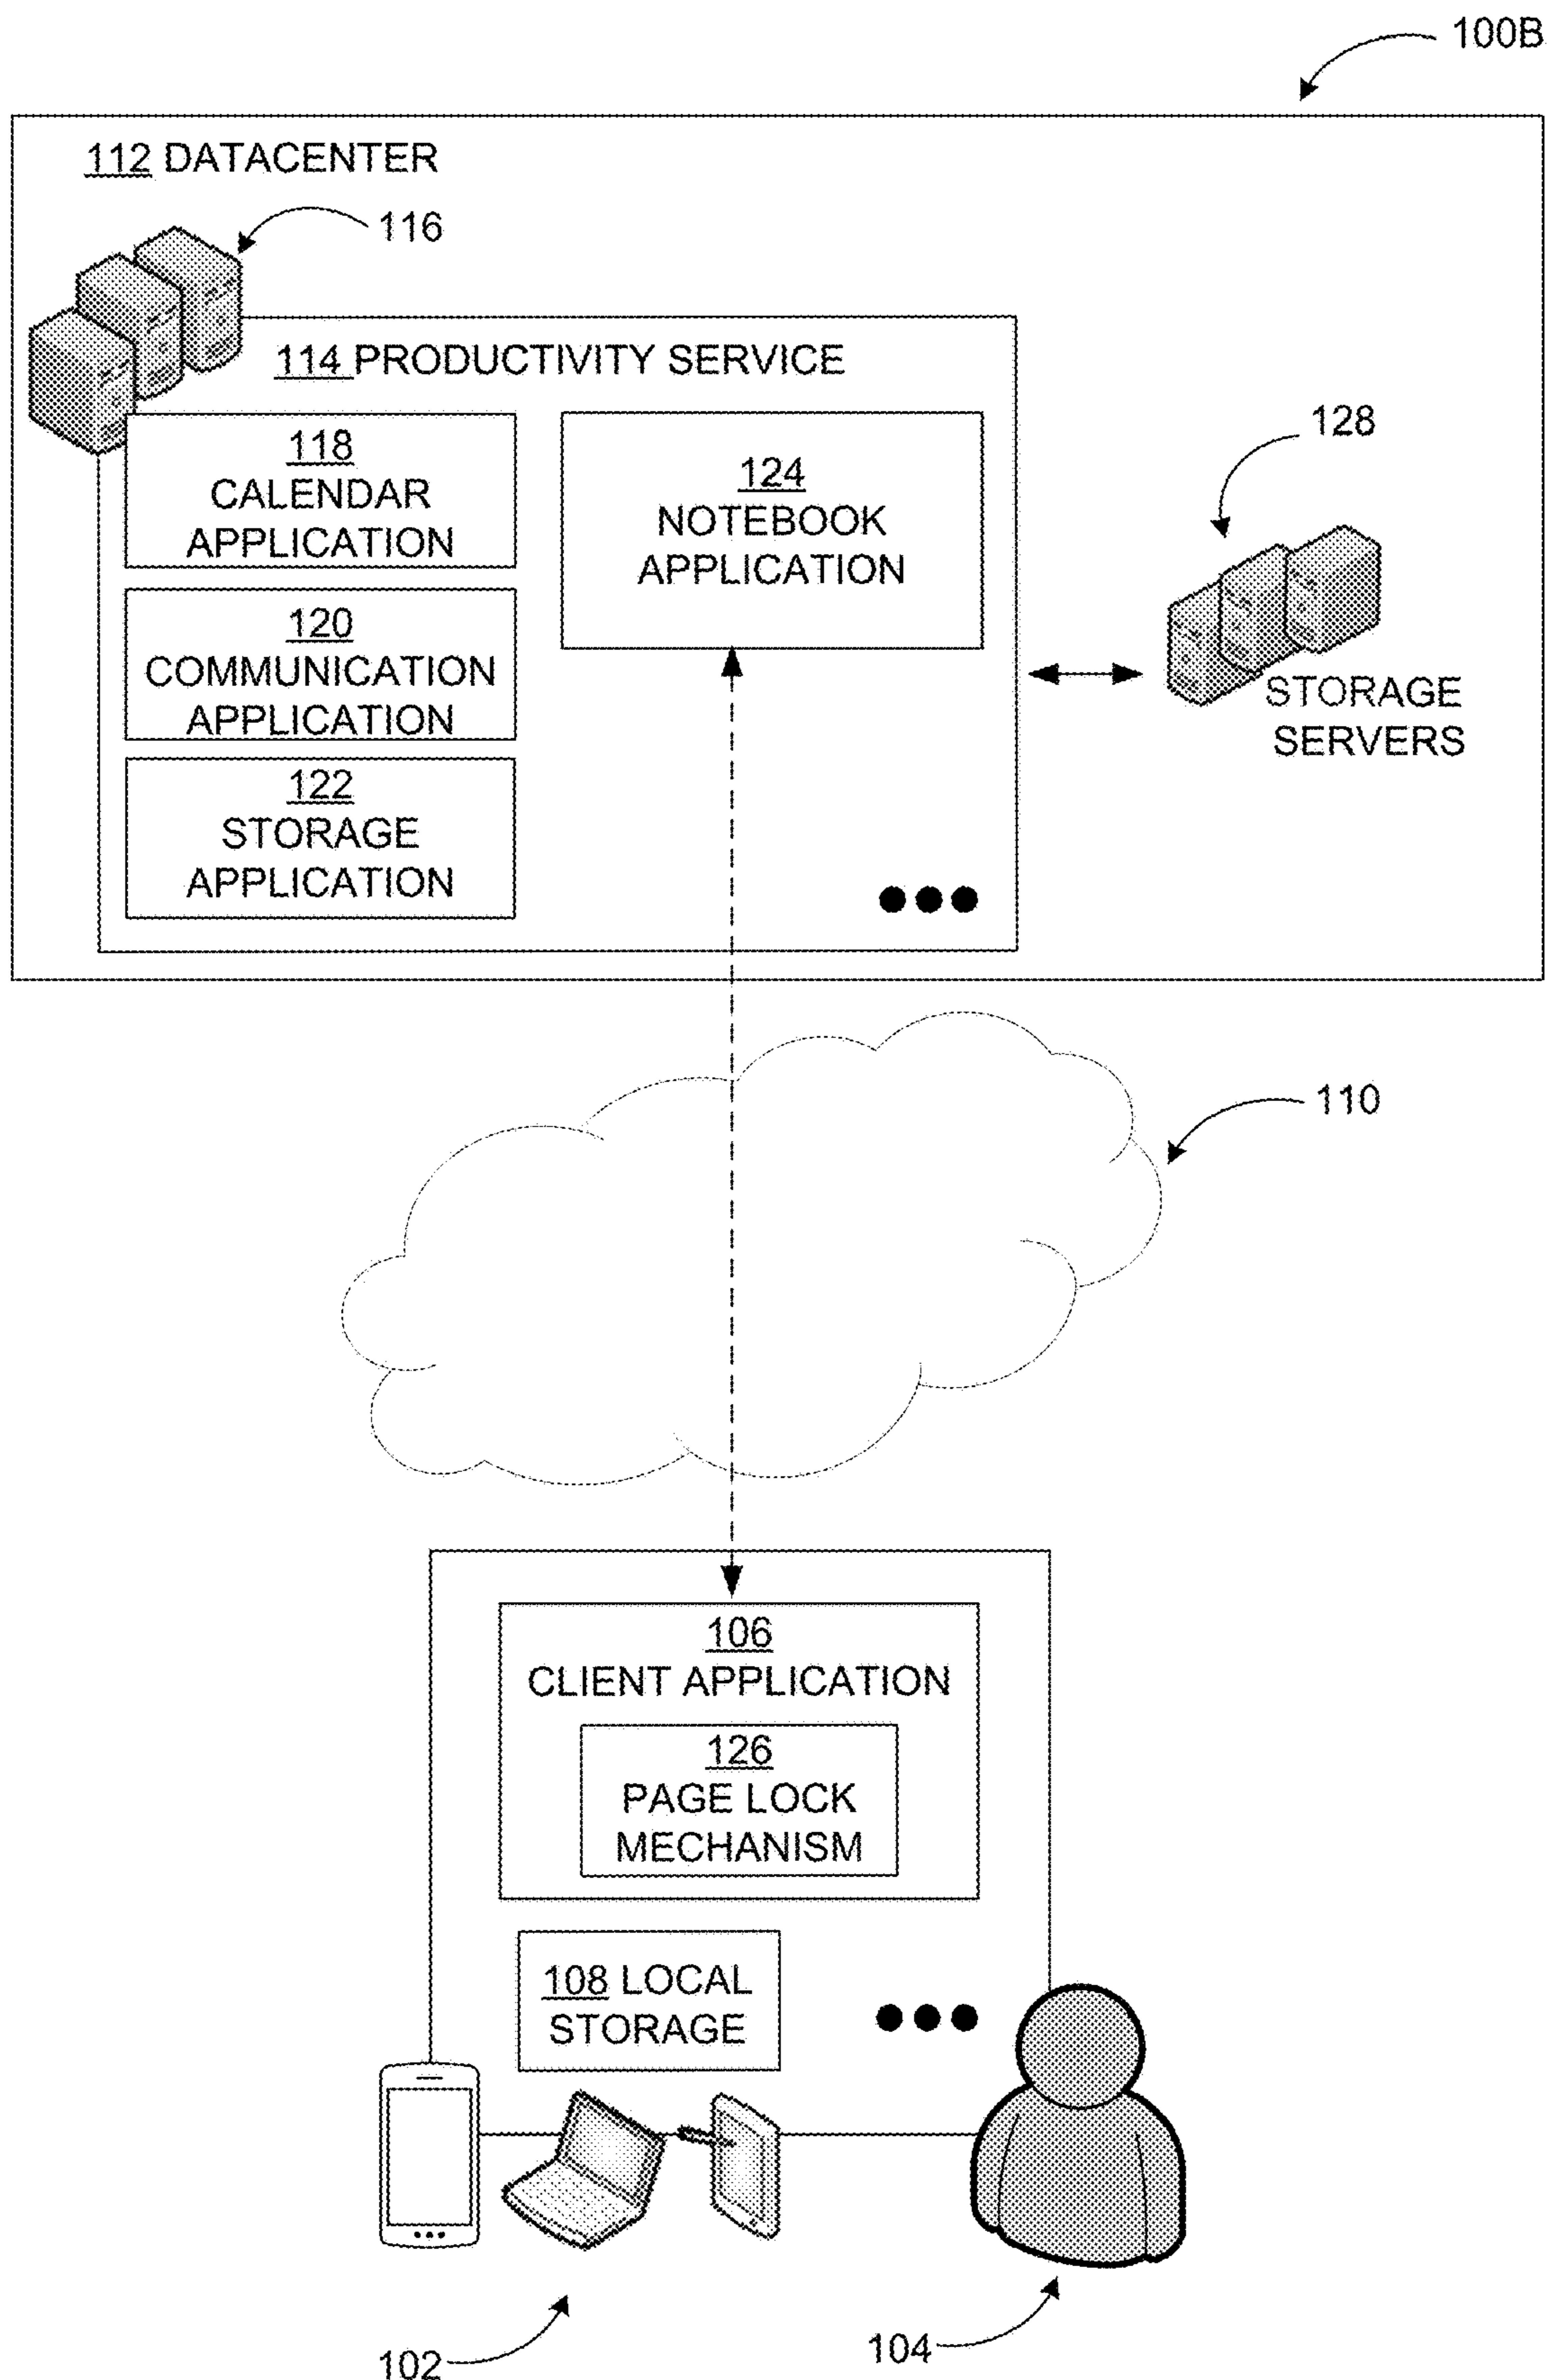 100B
112 DATACENTER
116
114 PRODUCTIVITY SERVICE
118
CALENDAR
APPLICATION
124
NOTEBOOK
APPLICATION
128
120
COMMUNICATION
APPLICATION
STORAGE
SERVERS
122
STORAGE
APPLICATION
110
106
CLIENT APPLICATION
126
PAGE LOCK
MECHANISM
108 LOCAL
STORAGE
102
104